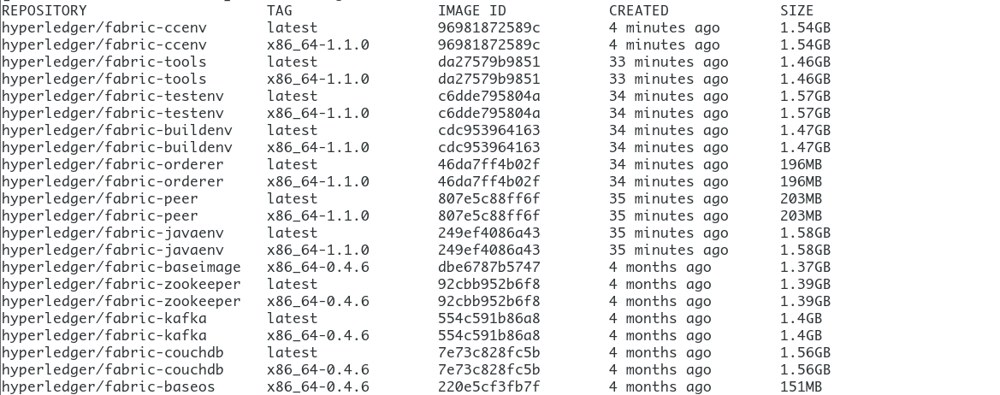 REPOSITORY TAG IMAGE ID CREATED SIZE
hyperledger/fabric-ccenv latest 96981872589c 4 minutes ago 1.54GB
hyperledger/fabric-ccenv x86_64-1.1.0 96981872589c 4 minutes ago 1.54GB
hyperledger/fabric-tools latest da27579b9851 33 minutes ago 1.46GB
hyperledger/fabric-tools x86_64-1.1.0 da27579b9851 33 minutes ago 1.46GB
hyperledger/fabric-testenv latest c6dde795804a 34 minutes ago 1.57GB
hyperledger/fabric-testenv x86_64-1.1.0 c6dde795804a 34 minutes ago 1.57GB
hyperledger/fabric-buildenv latest cdc953964163 34 minutes ago 1.47GB
hyperledger/fabric-buildenv x86_64-1.1.0 cdc953964163 34 minutes ago 1.47GB
hyperledger/fabric-orderer latest 46da7ff4b02f 34 minutes ago 196MB
hyperledger/fabric-orderer x86_64-1.1.0 46da7ff4b02f 34 minutes ago 196MB
hyperledger/fabric-peer latest 807e5c88ff6f 35 minutes ago 203MB
hyperledger/fabric-peer x86_64-1.1.0 807e5c88ff6f 35 minutes ago 203MB
hyperledger/fabric-javaenv latest 249ef4086a43 35 minutes ago 1.58GB
hyperledger/fabric-javaenv x86_64-1.1.0 249ef4086a43 35 minutes ago 1.58GB
hyperledger/fabric-baseimage x86_64-0.4.6 dbe6787b5747 4 months ago 1.37GB
hyperledger/fabric-zookeeper latest 92cbb952b6f8 4 months ago 1.39GB
hyperledger/fabric-zookeeper x86_64-0.4.6 92cbb952b6f8 4 months ago 1.39GB
hyperledger/fabric-kafka latest 554c591b86a8 4 months ago 1.4GB
hyperledger/fabric-kafka x86_64-0.4.6 554c591b86a8 4 months ago 1.4GB
hyperledger/fabric-couchdb latest 7e73c828fc5b 4 months ago 1.56GB
hyperledger/fabric-couchdb x86_64-0.4.6 7e73c828fc5b 4 months ago 1.56GB
hyperledger/fabric-baseos x86_64-0.4.6 220e5cf3fb7f 4 months ago 151MB